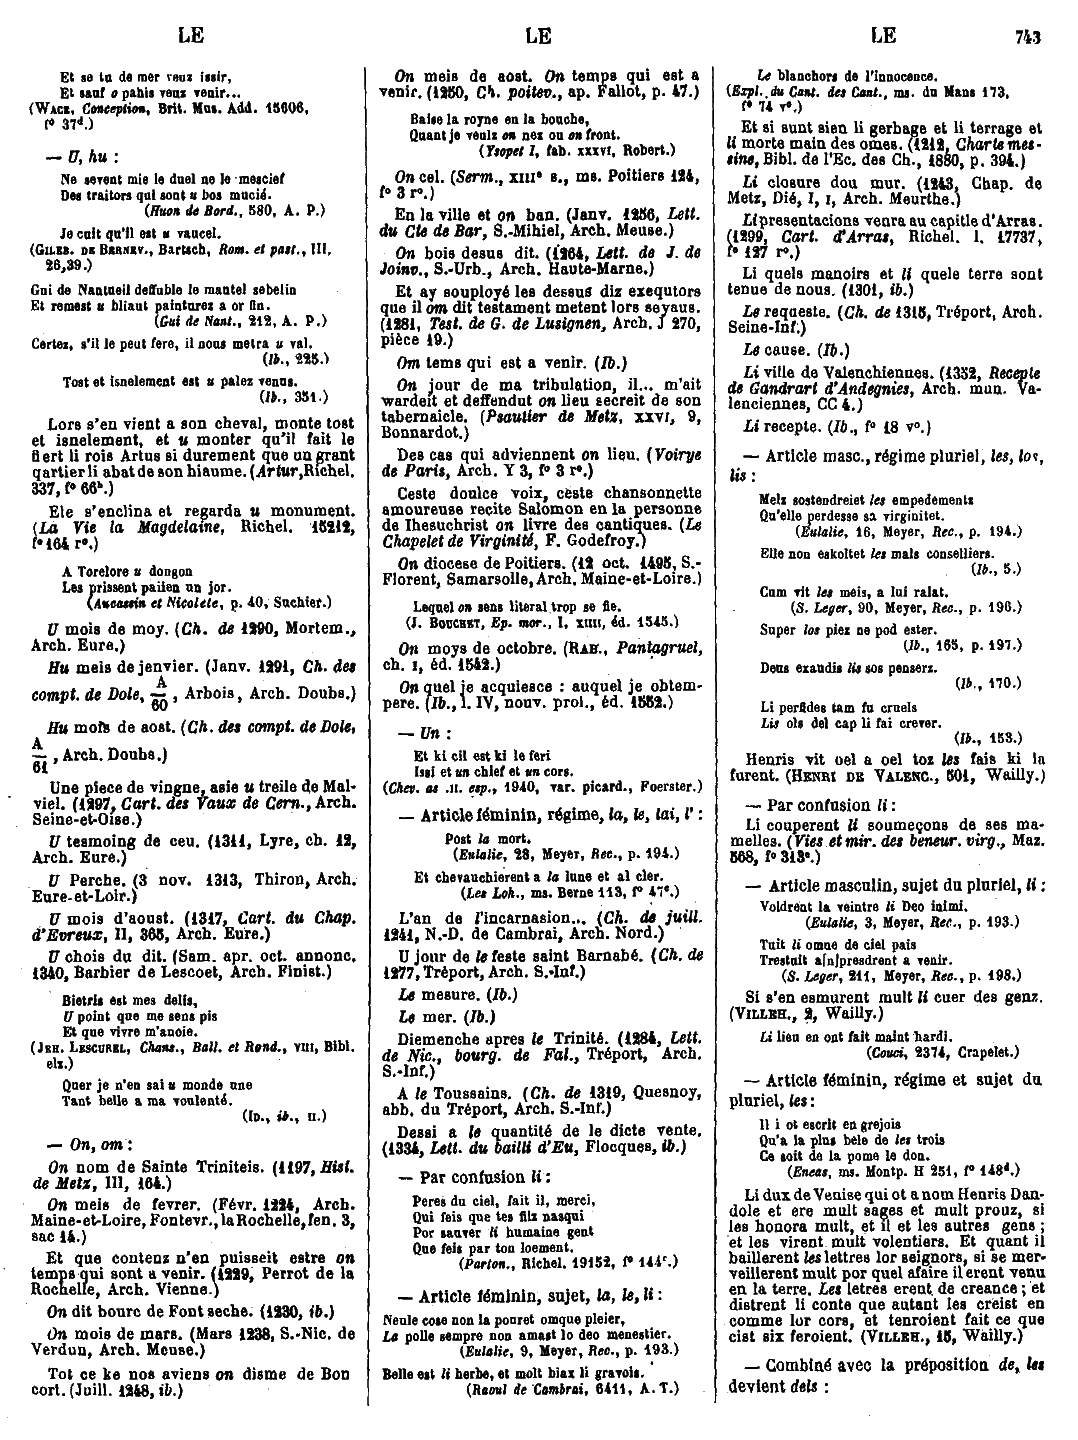 LE
LE
LE
743
Et se tu de mer veuz issir,
Et sauf o pahis venz venir...
(WACE, Conception, Brit. Mus. Add. 15606,
fº 37ᵈ.)
— U, hu :
Ne sevent mie le duel ne le mescief
Des traitors qui sont u bos mucié.
(Huon de Bord., 580, A. P.)
Je cuit qu'il est u vaucel.
(GILEB. DE BERNEV., Bartsch, Rom. et past., III,
26,39.)
Gui de Nantueil deffuble le mantel sebelin
Et remest u bliaut painturez a or fin.
(Gui de Nant., 212, A. P.)
Certez, s'il le peut fere, il nous metra u val.
(Ib., 225.)
Tost et isnelement est u palez venus.
(Ib., 351.)
Lors s'en vient a son cheval, monte tost
et isnelement, et u monter qu'il fait le
fiert li rois Artus si durement que un grant
qartier li abat de son hiaume. (Artur, Richel.
337, fº 66ᵇ.)
Ele s'enclina et regarda u monument.
(La Vie la Magdelaine, Richel. 15212,
fº 164 rº.)
A Torelore u dongon
Les prissent paiien un jor.
(Aucassin et Nicolete, p. 40, Suchier.)
U mois de moy. (Ch. de 1290, Mortem.,
Arch. Eure.)
Hu meis de jenvier. (Janv. 1291, Ch. des
compt. de Dole, A/60, Arbois, Arch. Doubs.)
Hu mois de aost. (Ch. des compt. de Dole,
A/61, Arch. Doubs.)
Une piece de vingne, asie u treile de Mal-
viel. (1297, Cart. des Vaux de Cern., Arch.
Seine-et-Oise.)
U tesmoing de ceu. (1311, Lyre, ch. 12,
Arch. Eure.)
U Perche. (3 nov. 1313, Thiron, Arch.
Eure-et-Loir.)
U mois d'aoust. (1317, Cart. du Chap.
d'Evreux, II, 365, Arch. Eure.)
U chois du dit. (Sam. apr. oct. annonc.
1340, Barbier de Lescoet, Arch. Finist.)
Bietris est mes delis,
U point que me sens pis
Et que vivre m'anoie.
(JEH. LESCUREL, Chans., Ball. et Rond., VIII, Bibl.
elz.)
Quer je n'en sai u monde une
Tant belle a ma voulenté.
(ID., ib., II.)
— On, om :
On nom de Sainte Triniteis. (1197, Hist.
de Metz, III, 164.)
On meis de fevrer. (Févr. 1224, Arch.
Maine-et-Loire, Fontevr., la Rochelle, fen. 3,
sac 14.)
Et que contenz n'en puisseit estre on
temps qui sont a venir. (1229, Perrot de la
Rochelle, Arch. Vienne.)
On dit bourc de Font seche. (1230, ib.)
On mois de mars. (Mars 1238, S.-Nic. de
Verdun, Arch. Meuse.)
Tot ce ke nos aviens on disme de Bon
cort. (Juill. 1248, ib.)
On meis de aost. On temps qui est a
venir. (1250, Ch. poitev., ap. Fallot, p. 47.)
Baise la royne en la bouche,
Quant je veulz on nez ou on front.
(Ysopet I, fab. XXXVI, Robert.)
On cel. (Serm., XIIIᵉ s., ms. Poitiers 124,
fº 3 rº.)
En la ville et on ban. (Janv. 1256, Lett.
du Cte de Bar, S.-Mihiel, Arch. Meuse.)
On bois desus dit. (1264, Lett. de J. de
Joinv., S.-Urb., Arch. Haute-Marne.)
Et ay souployé les dessus diz exequtors
que il om dit testament metent lors seyaus.
(1281, Test. de G. de Lusignen, Arch. J 270,
pièce 19.)
Om tems qui est a venir. (Ib.)
On jour de ma tribulation, il... m'ait
wardeit et deffendut on lieu secreit de son
tabernaicle. (Psautier de Metz, XXVI, 9,
Bonnardot.)
Des cas qui adviennent on lieu. (Voirye
de Paris, Arch. Y 3, fº 3 rº.)
Ceste doulce voix, ceste chansonnette
amoureuse recite Salomon en la personne
de Ihesuchrist on livre des cantiques. (Le
Chapelet de Virginité, F. Godefroy.)
On diocese de Poitiers. (12 oct. 1495, S.-
Florent, Samarsolle, Arch. Maine-et-Loire.)
Lequel on sens literal trop se fie.
(J. BOUCHET, Ep. mor., I, XIIII, éd. 1545.)
On moys de octobre. (RAB., Pantagruel,
ch. I, éd. 1542.)
On quel je acquiesce : auquel je obtem-
pere. (Ib., l. IV, nouv. prol., éd. 1552.)
— Un :
Et ki cil est ki le feri
Issi et un chief et un cors.
(Chev. as .II. esp., 1940, var. picard., Foerster.)
— Article féminin, régime, la, le, lai, l' :
Post la mort.
(Eulalie, 28, Meyer, Rec., p. 194.)
Et chevauchierent a la lune et al cler.
(Les Loh., ms. Berne 113, fº 47ᵉ.)
L'an de l'incarnasion... (Ch. de juill.
1241, N.-D. de Cambrai, Arch. Nord.)
U jour de le feste saint Barnabé. (Ch. de
1277, Tréport, Arch. S.-Inf.)
Le mesure. (Ib.)
Le mer. (Ib.)
Diemenche apres le Trinité. (1284, Lett.
de Nic., bourg. de Fal., Tréport, Arch.
S.-Inf.)
A le Toussains. (Ch. de 1319, Quesnoy,
abb. du Tréport, Arch. S.-Inf.)
Dessi a le quantité de le dicte vente.
(1334, Lett. du bailli d'Eu, Flocques, ib.)
— Par confusion li :
Peres du ciel, fait il, merci,
Qui feis que tes filz nasqui
Por sauver li humaine gent
Que feis par ton loement.
(Parton., Richel. 19152, fº 144ᶜ.)
— Article féminin, sujet, la, le, li :
Neule cose non la pouret omque pleier,
La polle sempre non amast lo deo menestier.
(Eulalie, 9, Meyer, Rec., p. 193.)
Belle est li herbe, et molt biax li gravois.
(Raoul de Cambrai, 6411, A. T.)
Le blanchors de l'Innocence.
(Expl. du Cant. des Cant., ms. du Mans 173,
fº 74 vº.)
Et si sunt sien li gerbage et li terrage et
li morte main des omes. (1212, Charte mes-
sine, Bibl. de l'Ec. des Ch., 1880, p. 394.)
Li closure dou mur. (1243, Chap. de
Metz, Dié, I, I, Arch. Meurthe.)
Li presentacions venra au capitle d'Arras.
(1299, Cart. d'Arras, Richel. l. 17737,
fº 127 rº.)
Li quels manoirs et li quele terre sont
tenue de nous. (1301, ib.)
Le requeste. (Ch. de 1315, Tréport, Arch.
Seine-Inf.)
Le cause. (Ib.)
Li ville de Valenchiennes. (1352, Recepte
de Gandrart d'Andegnies, Arch. mun. Va-
lenciennes, CC 4.)
Li recepte. (Ib., fº 18 vº.)
— Article masc., régime pluriel, les, los,
lis :
Melz sostendreiet les empedementz
Qu'elle perdesse sa virginitet.
(Eulalie, 16, Meyer, Rec., p. 194.)
Elle non eskoltet les mals conselliers.
(Ib., 5.)
Cum vit les meis, a lui ralat.
(S. Leger, 90, Meyer, Rec., p. 196.)
Super los piez ne pod ester.
(Ib., 165, p. 197.)
Deus exaudis lis sos pensers.
(Ib., 170.)
Li perfides tam fu cruels
Lis ols del cap li fai crever.
(Ib., 153.)
Henris vit oel a oel toz les fais ki la
furent. (HENRI DE VALENC., 501, Wailly.)
— Par confusion li :
Li couperent li soumeçons de ses ma-
melles. (Vies et mir. des beneur. virg., Maz.
568, fº 313ᵉ.)
— Article masculin, sujet du pluriel, li :
Voldrent la veintre li Deo inimi.
(Eulalie, 3, Meyer, Rec., p. 193.)
Tuit li omne de ciel pais
Trestuit a[n]presdrent a venir.
(S. Leger, 211, Meyer, Rec., p. 198.)
Si s'en esmurent mult li cuer des genz.
(VILLEH., 2, Wailly.)
Li lieu en ont fait maint hardi.
(Couci, 2374, Crapelet.)
— Article féminin, régime et sujet du
pluriel, les :
Il i ot escrit en grejois
Qu'a la plus bele de les trois
Ce soit de la pome le don.
(Eneas, ms. Montp. H 251, fº 148ᵈ.)
Li dux de Venise qui ot a nom Henris Dan-
dole et ere mult sages et mult prouz, si
les honora mult, et il et les autres gens ;
et les virent mult volentiers. Et quant il
baillerent les lettres lor seignors, si se mer-
veillerent mult por quel afaire il erent venu
en la terre. Les letres erent de creance ; et
distrent li conte que autant les creist en
comme lor cors, et tenroient fait ce que
cist six feroient. (VILLEH., 15, Wailly.)
— Combiné avec la préposition de, les
devient dels :